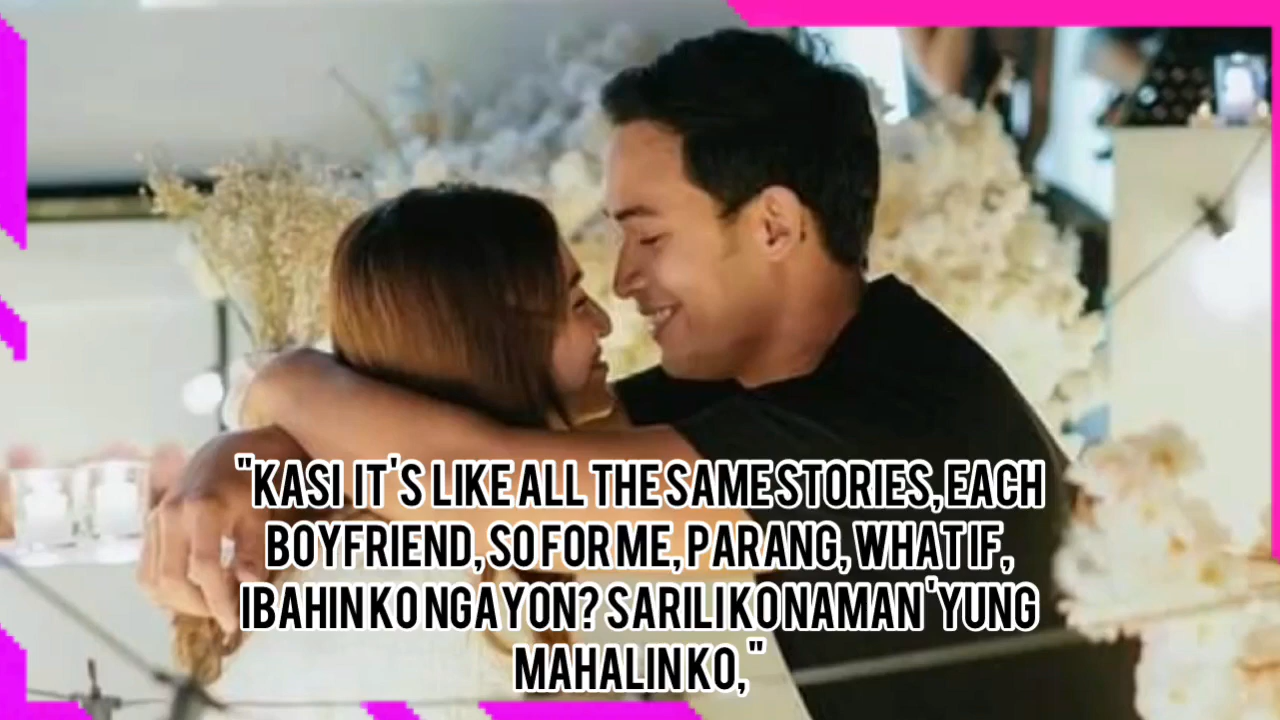 "KASI IT'S LIKE ALL THE SAME STORIES, EACH
BOYFRIEND, SO FOR ME, PARANG, WHAT IF,
IBAHIN KO NGAYON? SARILI KO NAMAN 'YUNG
MAHALIN KO,"